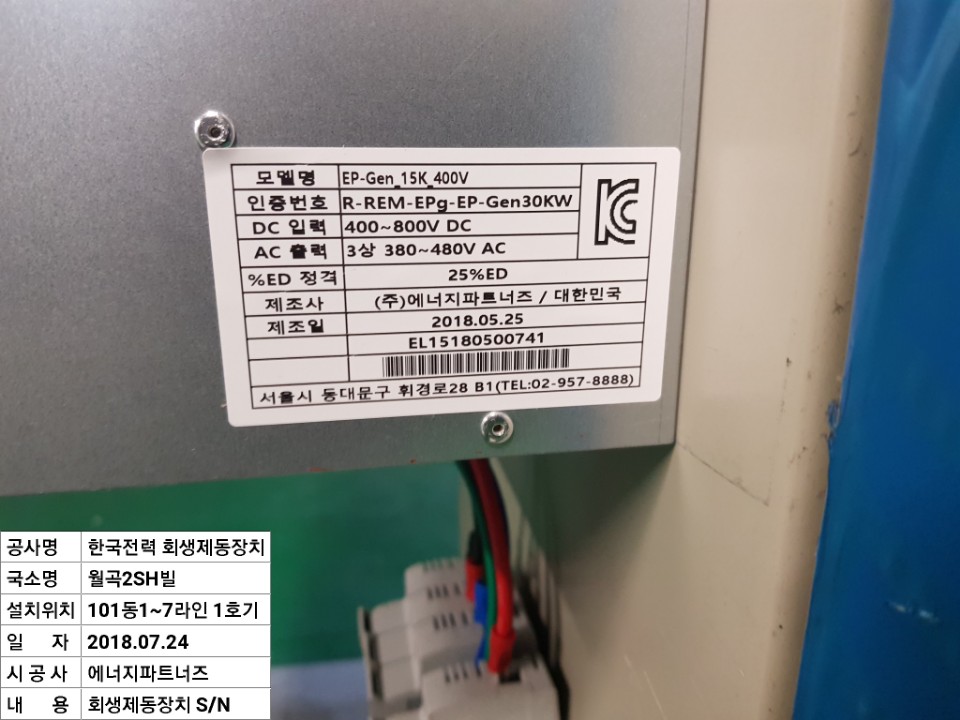 모델명 EP-Gen_15K_400V
인증번호 R-REM-EPg-EP-Gen30KW
DC 입력 400~800V DC
AC 출력 3상 380~480V AC
%ED 정격 25%ED
제조사 (주)에너지파트너즈 / 대한민국
제조일 2018.05.25
EL15180500741
서울시 동대문구 휘경로28 B1(TEL:02-957-8888)
공사명 한국전력 회생제동장치
국소명 월곡2SH빌
설치위치 101동1~7라인 1호기
일 자 2018.07.24
시 공 사 에너지파트너즈
내 용 회생제동장치 S/N